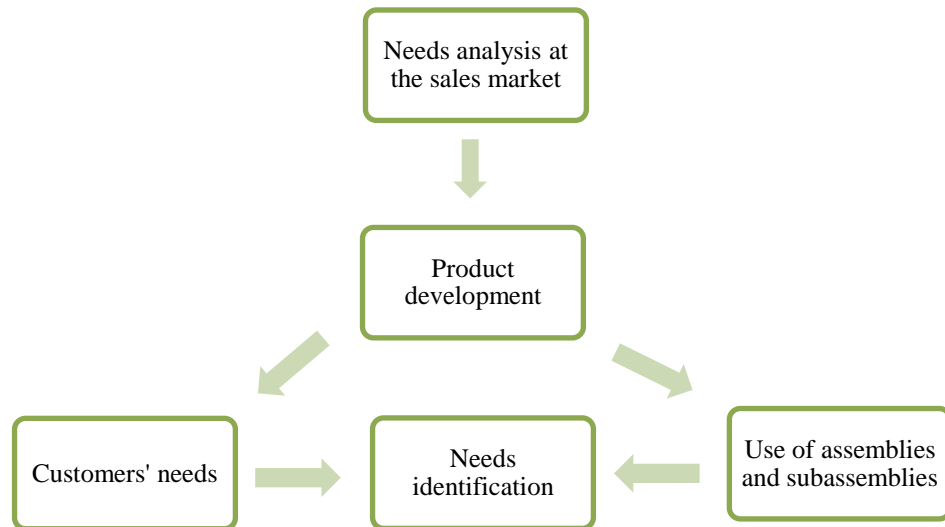 Needs analysis at
the sales market
Product
development
Customers' needs
Needs
identification
Use of assemblies
and subassemblies